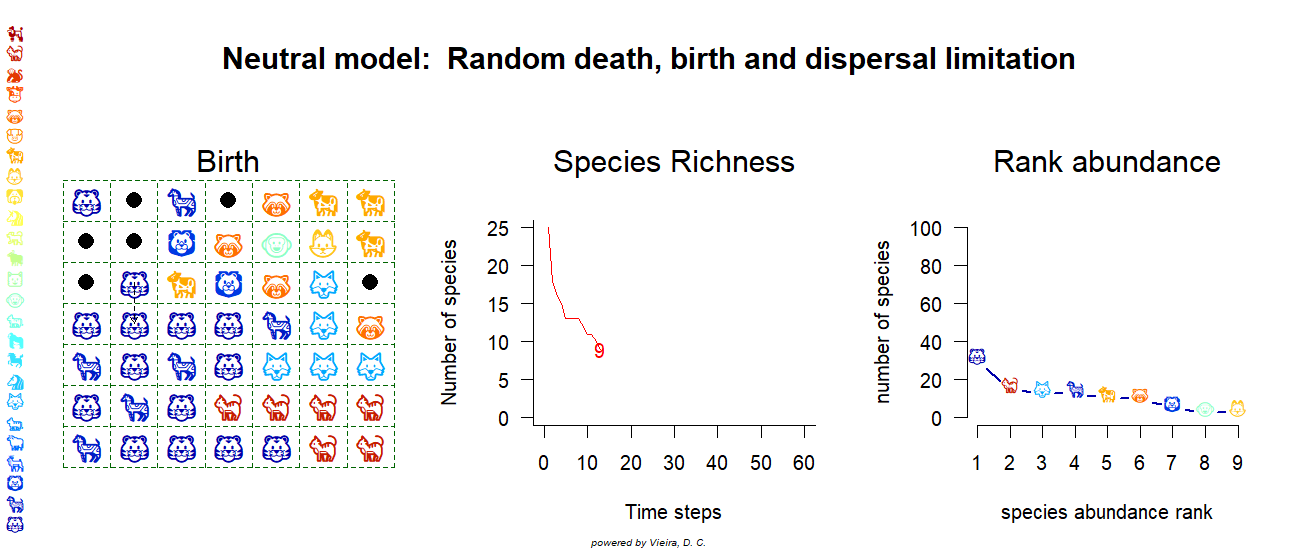 Neutral model:  Random death, birth and dispersal limitation
Birth
Species Richness
Rank abundance
Number of species
25
20
15
10
5
0
9
0 10 20 30 40 50 60
Time steps
number of species
100
80
60
40
20
0
1 2 3 4 5 6 7 8 9
species abundance rank
powered by Vieira, D. C.